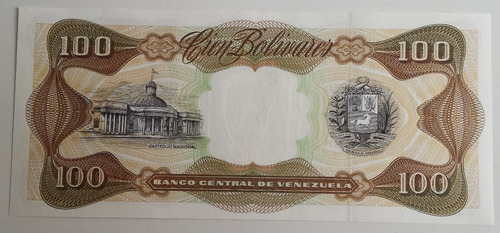 100 Cien Bolívares 100
CAPITOLIO NACIONAL
100 BANCO CENTRAL DE VENEZUELA 100